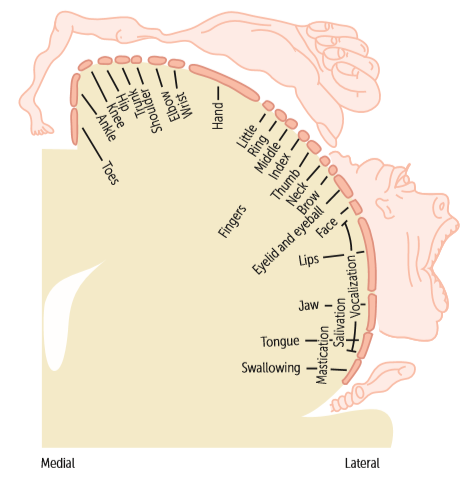 Toes
Ankle
Knee
Hip
Trunk
Shoulder
Elbow
Wrist
Hand
Little
Ring
Middle
Index
Thumb
Fingers
Neck
Brow
Eyelid and eyeball
Face
Lips
Vocalization
Jaw
Salivation
Tongue
Mastication
Swallowing
Medial
Lateral